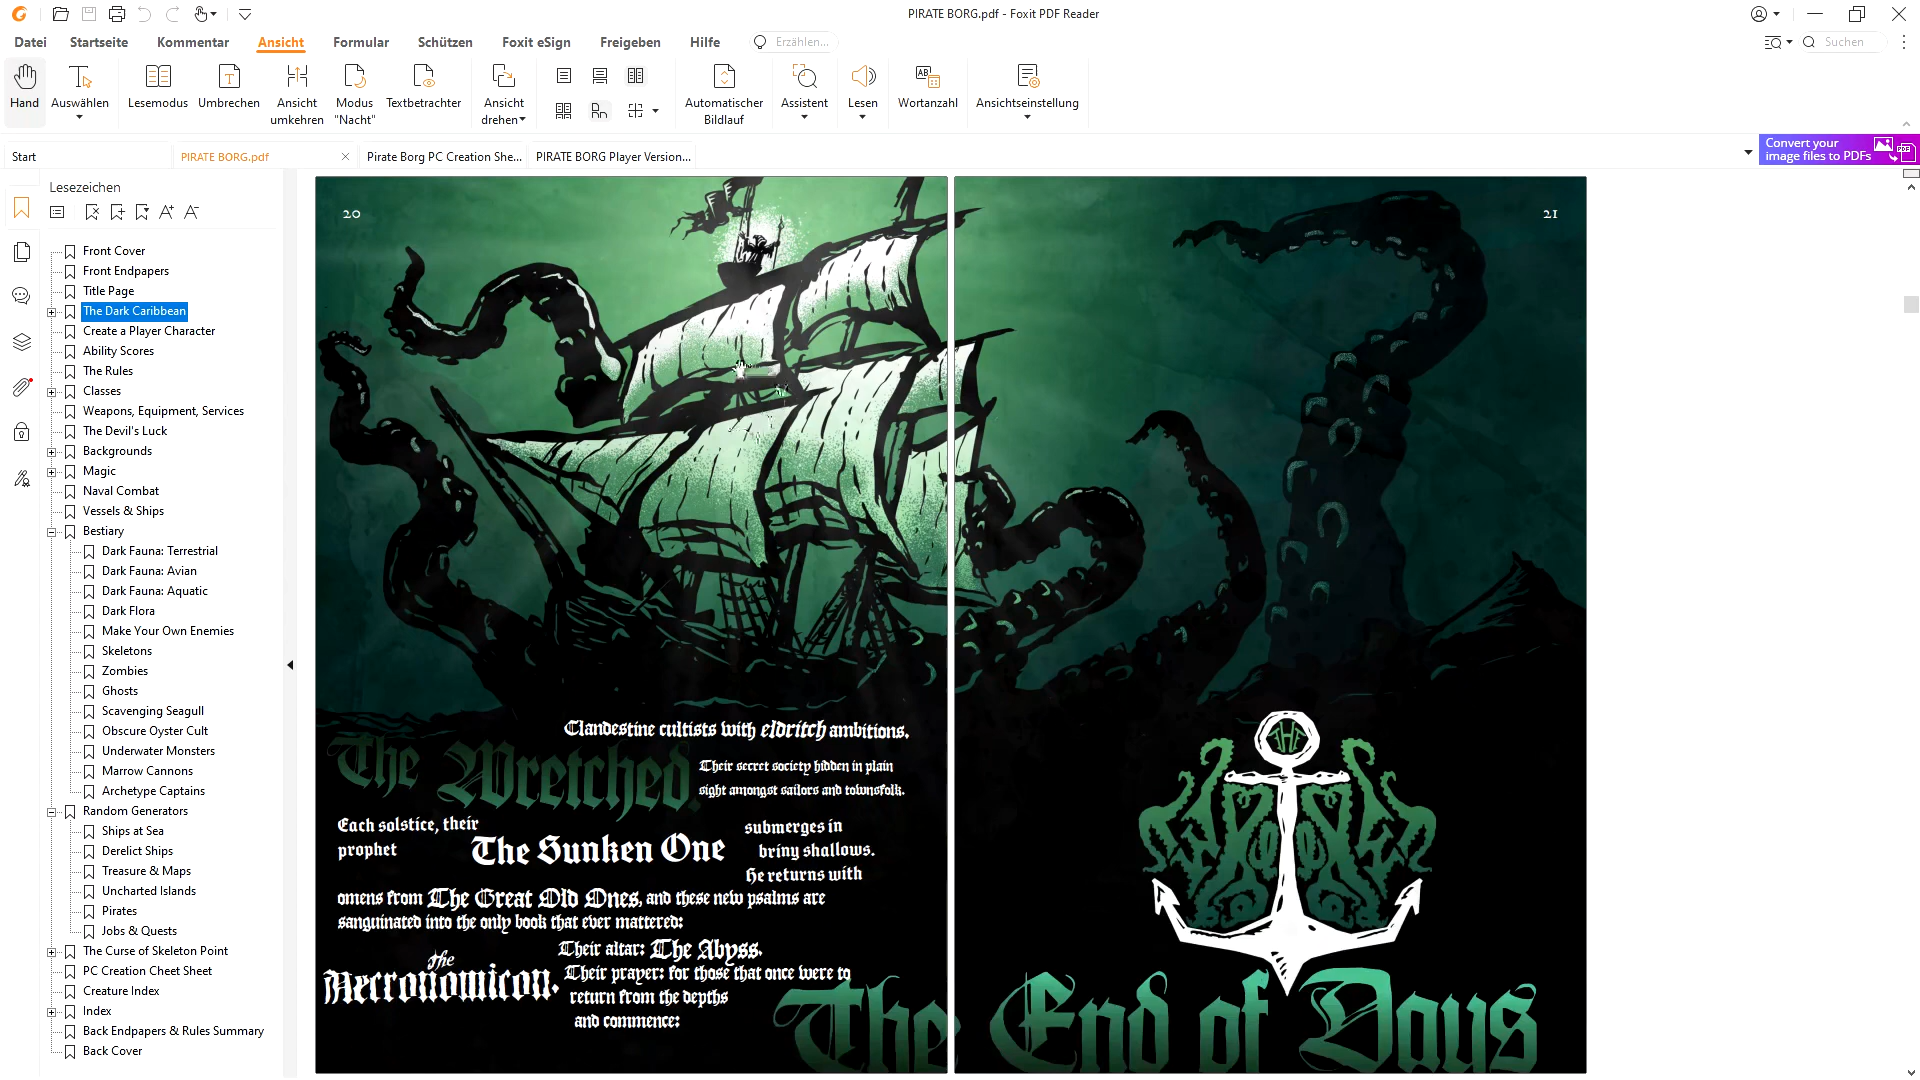 PIRATE BORG.pdf - Foxit PDF Reader
Datei Startseite Kommentar Ansicht Formular Schützen Foxit eSign Freigeben Hilfe Erzählen... Suchen
Hand
Auswählen
Lesemodus
Umbrechen
Ansicht umkehren
Modus "Nacht"
Textbetrachter
Ansicht drehen
Automatischer Bildlauf
Assistent
Lesen
Wortanzahl
Ansichtseinstellung
Start
PIRATE BORG.pdf
Pirate Borg PC Creation She...
PIRATE BORG Player Version...
Convert your
image files to PDFs
Lesezeichen
Front Cover
Front Endpapers
Title Page
The Dark Caribbean
Create a Player Character
Ability Scores
The Rules
Classes
Weapons, Equipment, Services
The Devil's Luck
Backgrounds
Magic
Naval Combat
Vessels & Ships
Bestiary
Dark Fauna: Terrestrial
Dark Fauna: Avian
Dark Fauna: Aquatic
Dark Flora
Make Your Own Enemies
Skeletons
Zombies
Ghosts
Scavenging Seagull
Obscure Oyster Cult
Underwater Monsters
Marrow Cannons
Archetype Captains
Random Generators
Ships at Sea
Derelict Ships
Treasure & Maps
Uncharted Islands
Pirates
Jobs & Quests
The Curse of Skeleton Point
PC Creation Cheet Sheet
Creature Index
Index
Back Endpapers & Rules Summary
Back Cover
20
Clandestine cultists with eldritch ambitions.
The Wretched.
Their secret society hidden in plain
sight amongst sailors and townsfolk.
Each solstice, their
prophet
The Sunken One
submerges in
briny shallows.
He returns with
omens from The Great Old Ones, and these new psalms are
sanguinated into the only book that ever mattered:
the
Necronomicon.
Their altar: The Abyss.
Their prayer: for those that once were to
return from the depths
and commence:
21
The End of Days